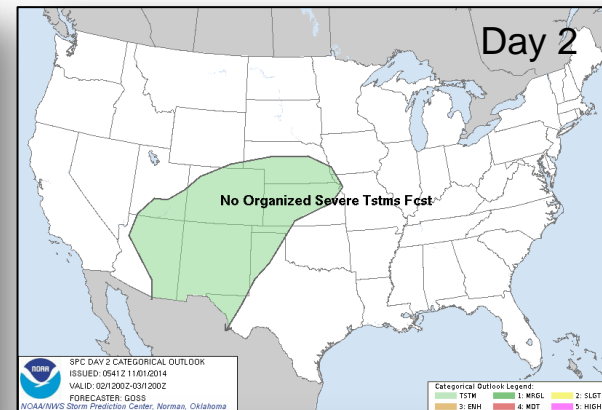 Day 2
No Organized Severe Tstms Fcst
NOAA
SPC DAY 2 CATEGORICAL OUTLOOK
ISSUED: 0541Z 11/01/2014
VALID: 02/1200Z-03/1200Z
FORECASTER: GOSS
NOAA/NWS Storm Prediction Center, Norman, Oklahoma
Categorical Outlook Legend:
TSTM 1: MRGL 2: SLGT
3: ENH 4: MDT 5: HIGH